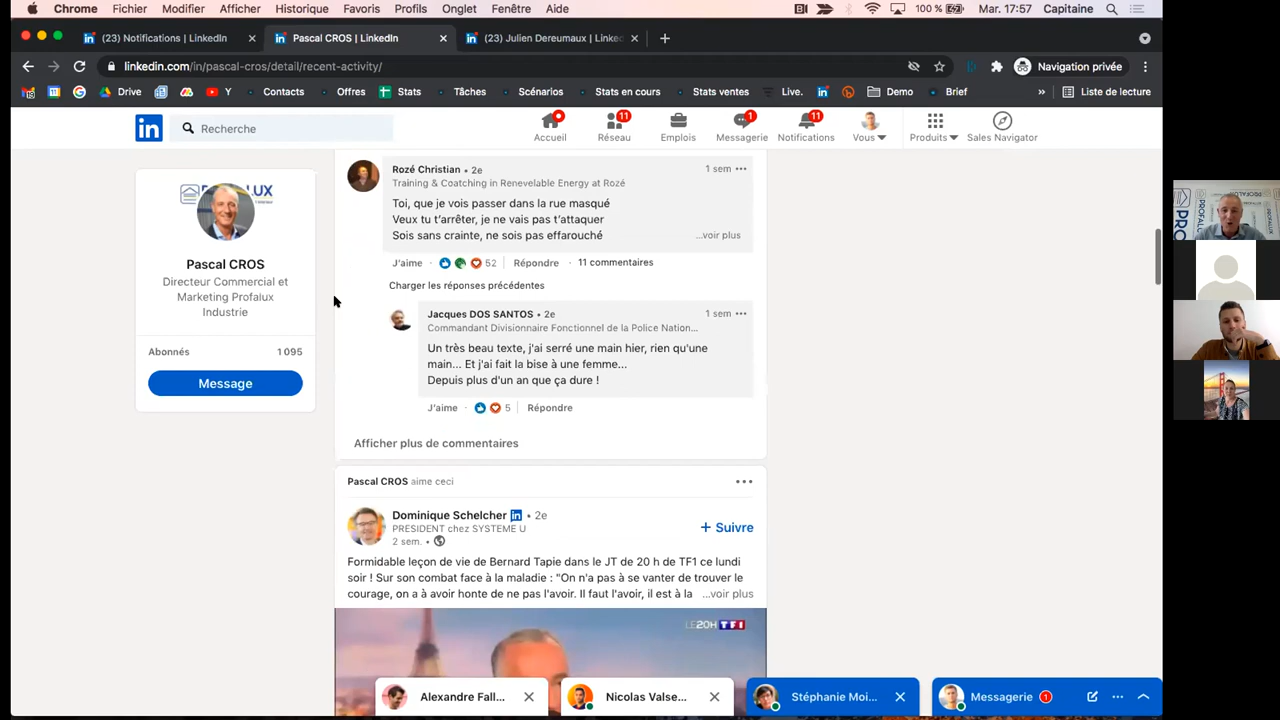 Chrome Fichier Modifier Afficher Historique Favoris Profils Onglet Fenêtre Aide 100 % Mar. 17:57 Capitaine
(23) Notifications | LinkedIn
Pascal CROS | LinkedIn
(23) Julien Dereumaux | Linke
linkedin.com/in/pascal-cros/detail/recent-activity/
Navigation privée
Drive
Y
Contacts
Offres
Stats
Tâches
Scénarios
Stats en cours
Stats ventes
Live.
Demo
Brief
»
Liste de lecture
in
Recherche
Accueil
11
Réseau
Emplois
1
Messagerie
11
Notifications
Vous
Produits
Sales Navigator
Pascal CROS
Directeur Commercial et
Marketing Profalux
Industrie
Abonnés 1 095
Message
Rozé Christian • 2e 1 sem •••
Training & Coatching in Renevelable Energy at Rozé
Toi, que je vois passer dans la rue masqué
Veux tu t'arrêter, je ne vais pas t'attaquer
Sois sans crainte, ne sois pas effarouché ...voir plus
J'aime · 52 Répondre · 11 commentaires
Charger les réponses précédentes
Jacques DOS SANTOS • 2e 1 sem •••
Commandant Divisionnaire Fonctionnel de la Police Nation...
Un très beau texte, j'ai serré une main hier, rien qu'une
main... Et j'ai fait la bise à une femme...
Depuis plus d'un an que ça dure !
J'aime · 5 Répondre
Afficher plus de commentaires
Pascal CROS aime ceci •••
Dominique Schelcher in • 2e
PRESIDENT chez SYSTEME U
2 sem. •
+ Suivre
Formidable leçon de vie de Bernard Tapie dans le JT de 20 h de TF1 ce lundi
soir ! Sur son combat face à la maladie : "On n'a pas à se vanter de trouver le
courage, on a à avoir honte de ne pas l'avoir. Il faut l'avoir, il est à la ...voir plus
LE20H TF1
Alexandre Fall...
Nicolas Valse...
Stéphanie Moi...
Messagerie 1
PROFALUX